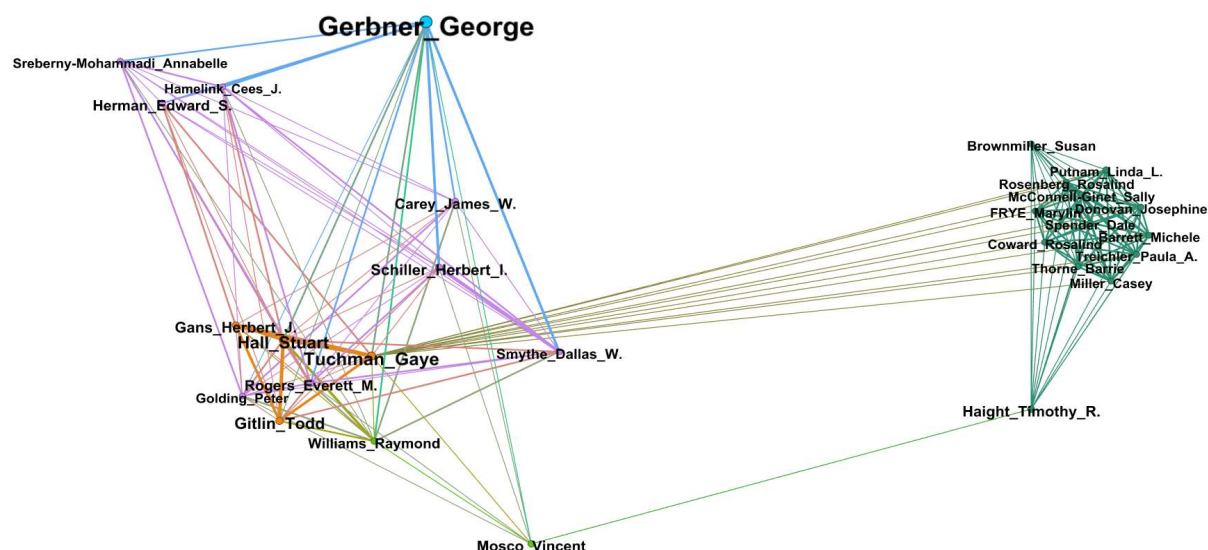 Gerbner_George
Sreberny-Mohammadi_Annabelle
Hamelink_Cees_J.
Herman_Edward_S.
Carey_James_W.
Schiller_Herbert_I.
Gans_Herbert_J.
Hall_Stuart
Tuchman_Gaye
Smythe_Dallas_W.
Rogers_Everett_M.
Golding_Peter
Gitlin_Todd
Williams_Raymond
Mosco_Vincent
Brownmiller_Susan
Putnam_Linda_L.
Rosenberg_Rosalind
McConnell-Ginet_Sally
Donovan_Josephine
FRYE_Marylin
Spender_Dale
Barrett_Michele
Coward_Rosalind
Treichler_Paula_A.
Thorne_Barrie
Miller_Casey
Haight_Timothy_R.